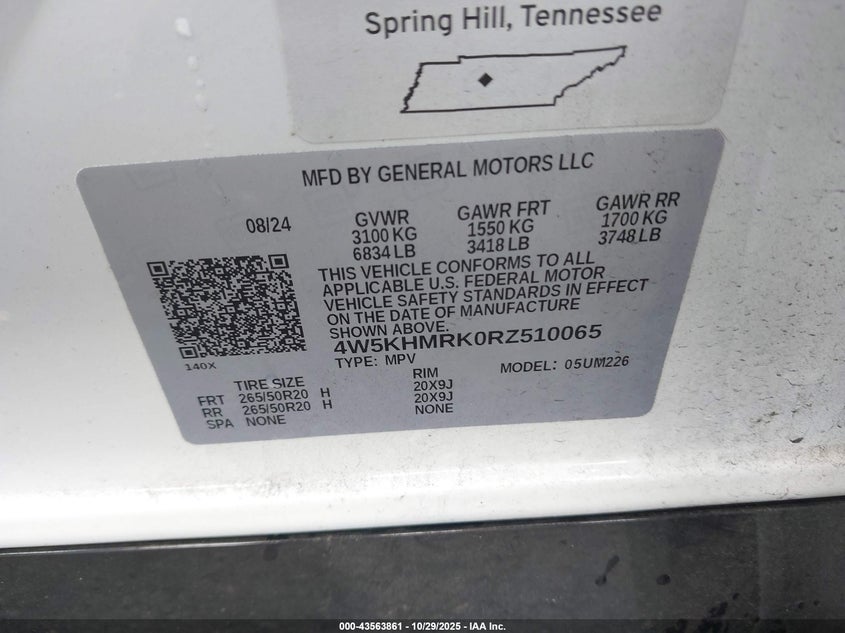 Spring Hill, Tennessee
MFD BY GENERAL MOTORS LLC
08/24
GVWR
3100 KG
6834 LB
GAWR FRT
1550 KG
3418 LB
GAWR RR
1700 KG
3748 LB
THIS VEHICLE CONFORMS TO ALL
APPLICABLE U.S. FEDERAL MOTOR
VEHICLE SAFETY STANDARDS IN EFFECT
ON THE DATE OF MANUFACTURE
SHOWN ABOVE.
4W5KHMRK0RZ510065
TYPE: MPV MODEL: 05UM226
140X
TIRE SIZE RIM
FRT 265/50R20 H 20X9J
RR 265/50R20 H 20X9J
SPA NONE NONE
000-43563861 - 10/29/2025 - IAA Inc.